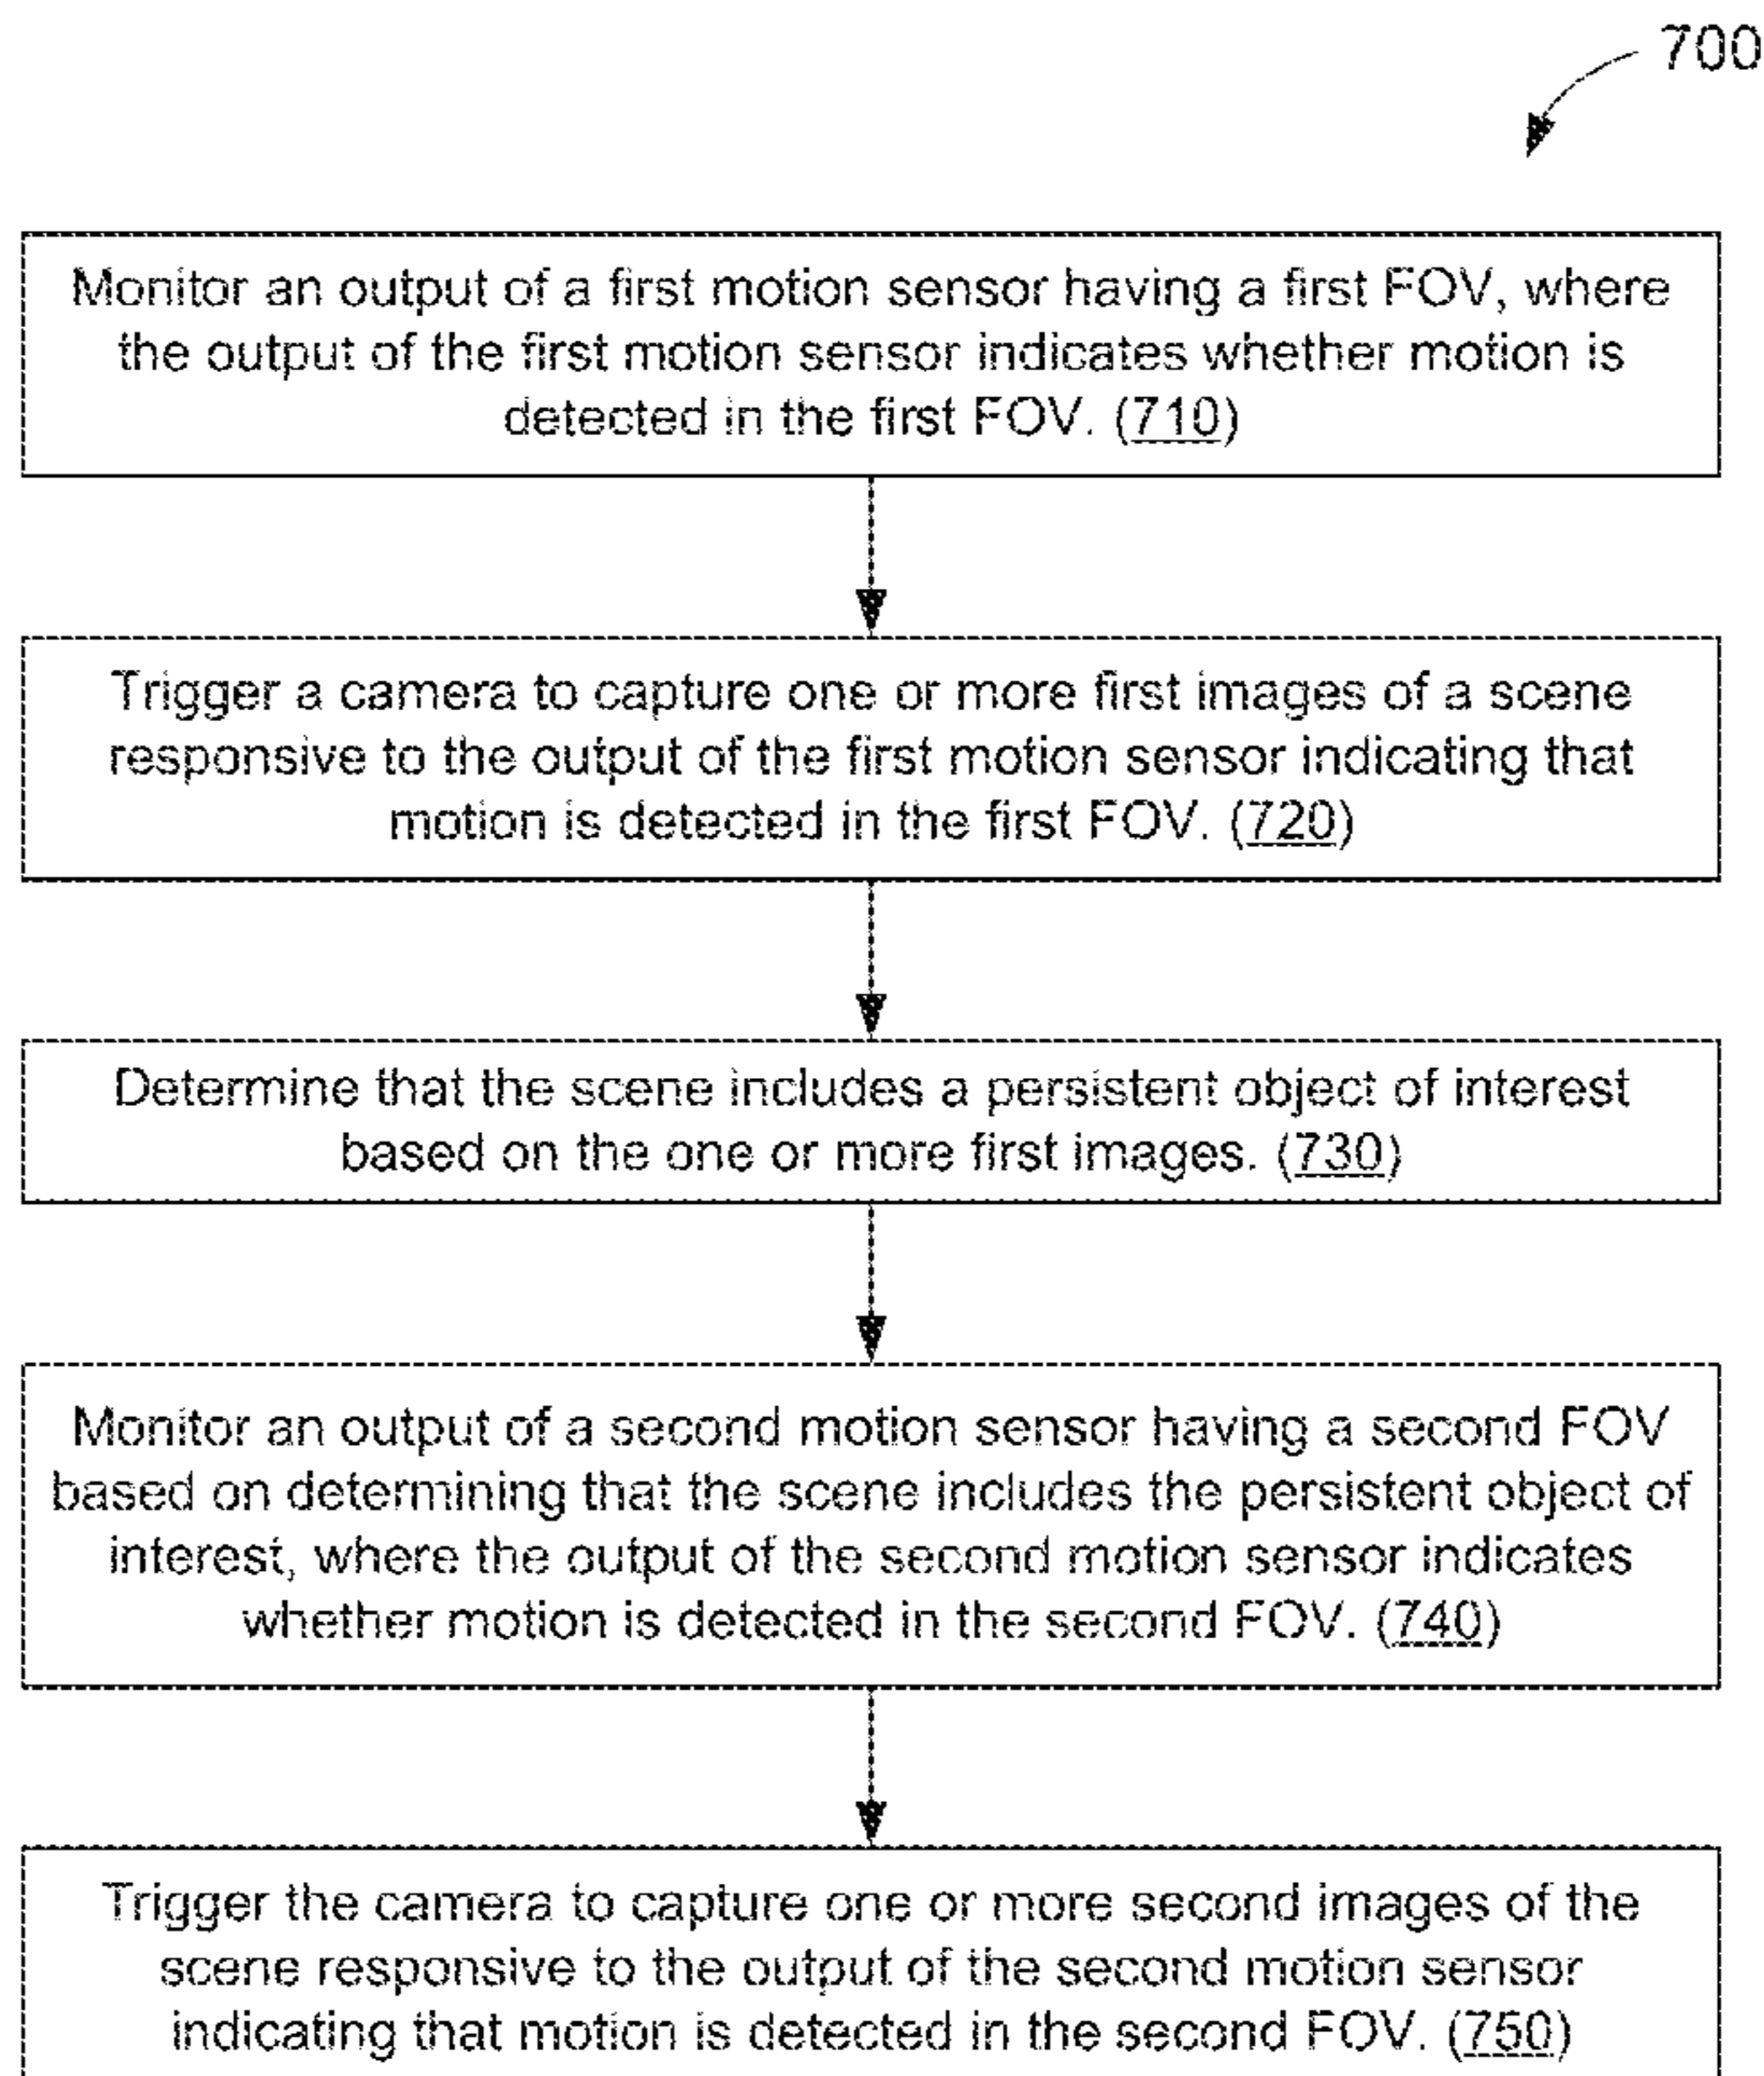 700
Monitor an output of a first motion sensor having a first FOV, where
the output of the first motion sensor indicates whether motion is
detected in the first FOV. (710)
Trigger a camera to capture one or more first images of a scene
responsive to the output of the first motion sensor indicating that
motion is detected in the first FOV. (720)
Determine that the scene includes a persistent object of interest
based on the one or more first images. (730)
Monitor an output of a second motion sensor having a second FOV
based on determining that the scene includes the persistent object of
interest, where the output of the second motion sensor indicates
whether motion is detected in the second FOV. (740)
Trigger the camera to capture one or more second images of the
scene responsive to the output of the second motion sensor
indicating that motion is detected in the second FOV. (750)